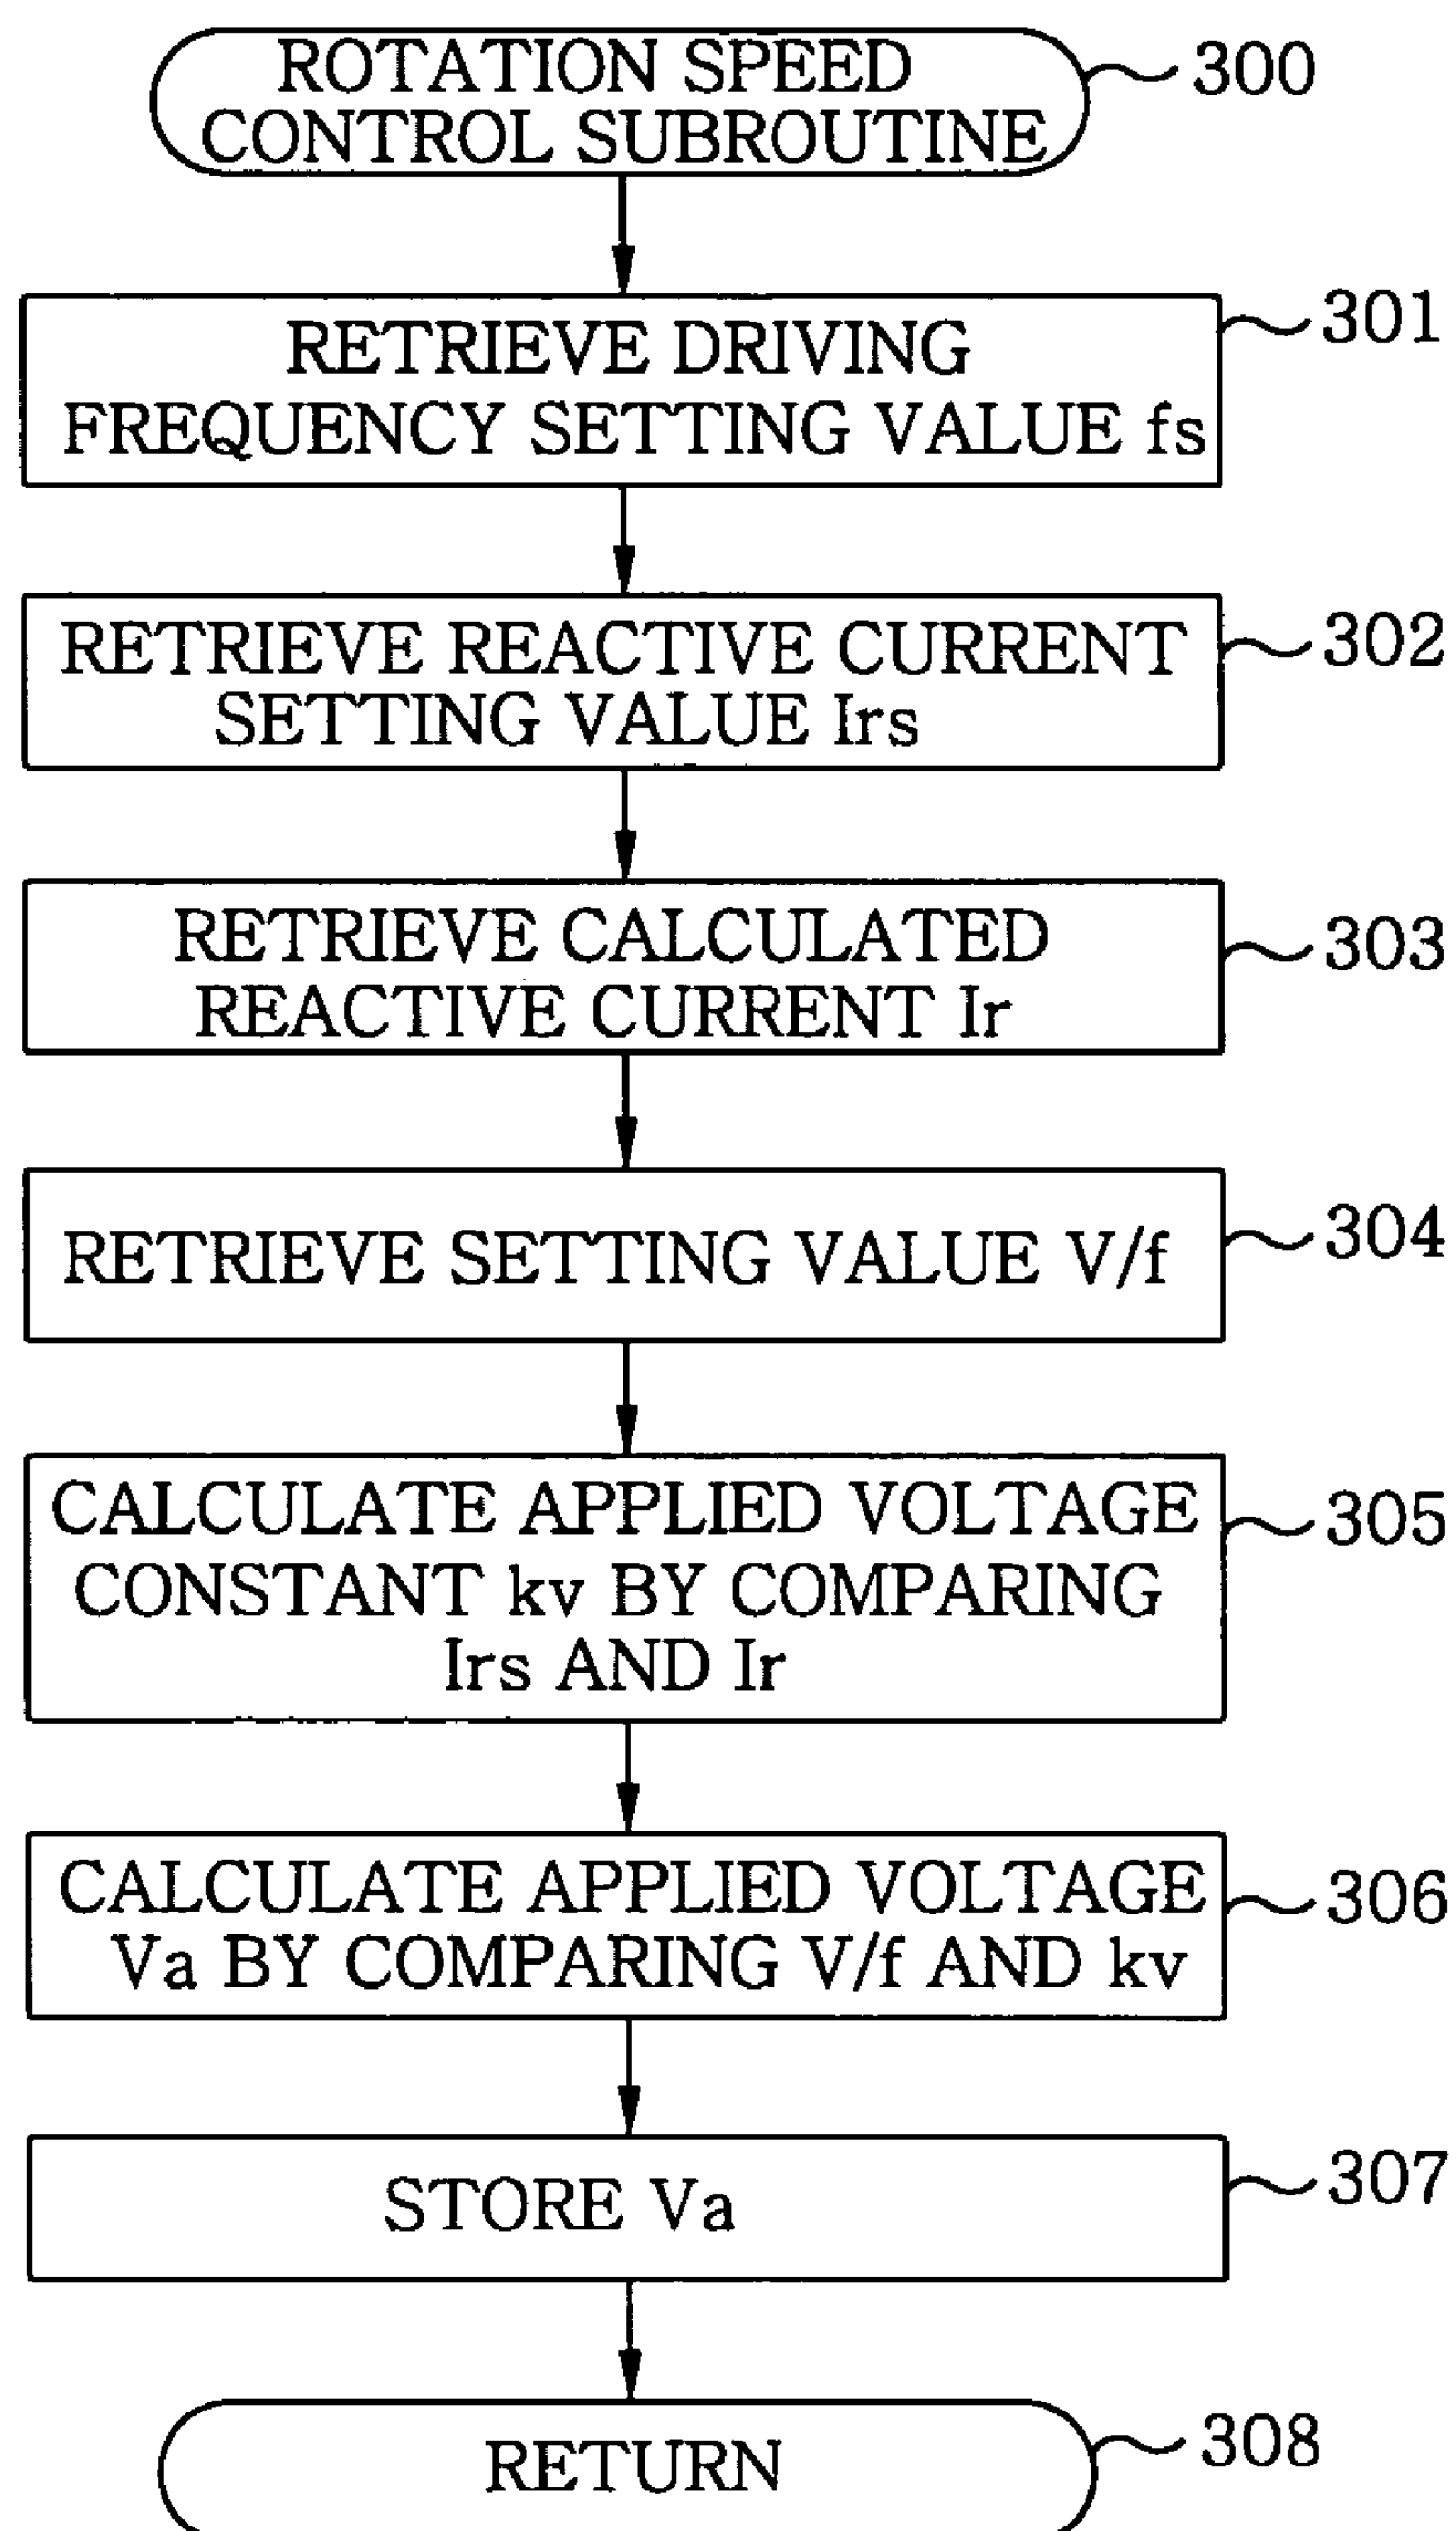 ROTATION SPEED
CONTROL SUBROUTINE
300
RETRIEVE DRIVING
FREQUENCY SETTING VALUE fs
301
RETRIEVE REACTIVE CURRENT
SETTING VALUE Irs
302
RETRIEVE CALCULATED
REACTIVE CURRENT Ir
303
RETRIEVE SETTING VALUE V/f
304
CALCULATE APPLIED VOLTAGE
CONSTANT kv BY COMPARING
Irs AND Ir
305
CALCULATE APPLIED VOLTAGE
Va BY COMPARING V/f AND kv
306
STORE Va
307
RETURN
308